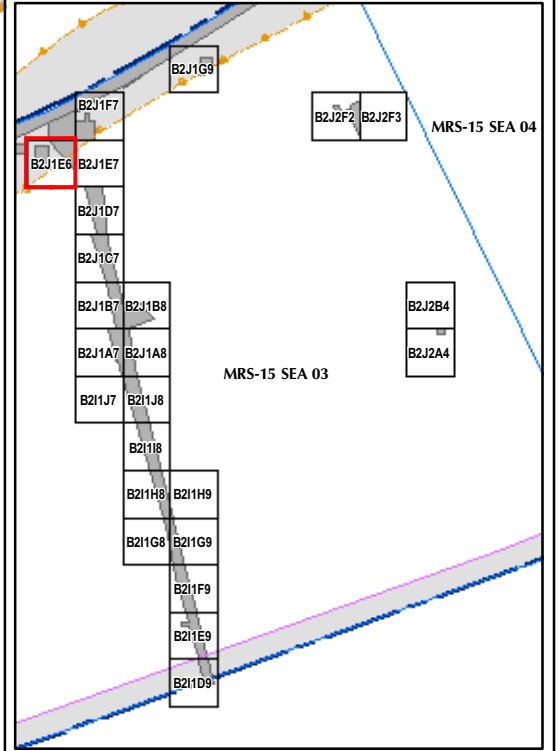 B2J1G9
B2J1F7
B2J2F2 B2J2F3
MRS-15 SEA 04
B2J1E6 B2J1E7
B2J1D7
B2J1C7
B2J1B7 B2J1B8
B2J2B4
B2J1A7 B2J1A8
B2J2A4
MRS-15 SEA 03
B2I1J7 B2I1J8
B2I1I8
B2I1H8 B2I1H9
B2I1G8 B2I1G9
B2I1F9
B2I1E9
B2I1D9